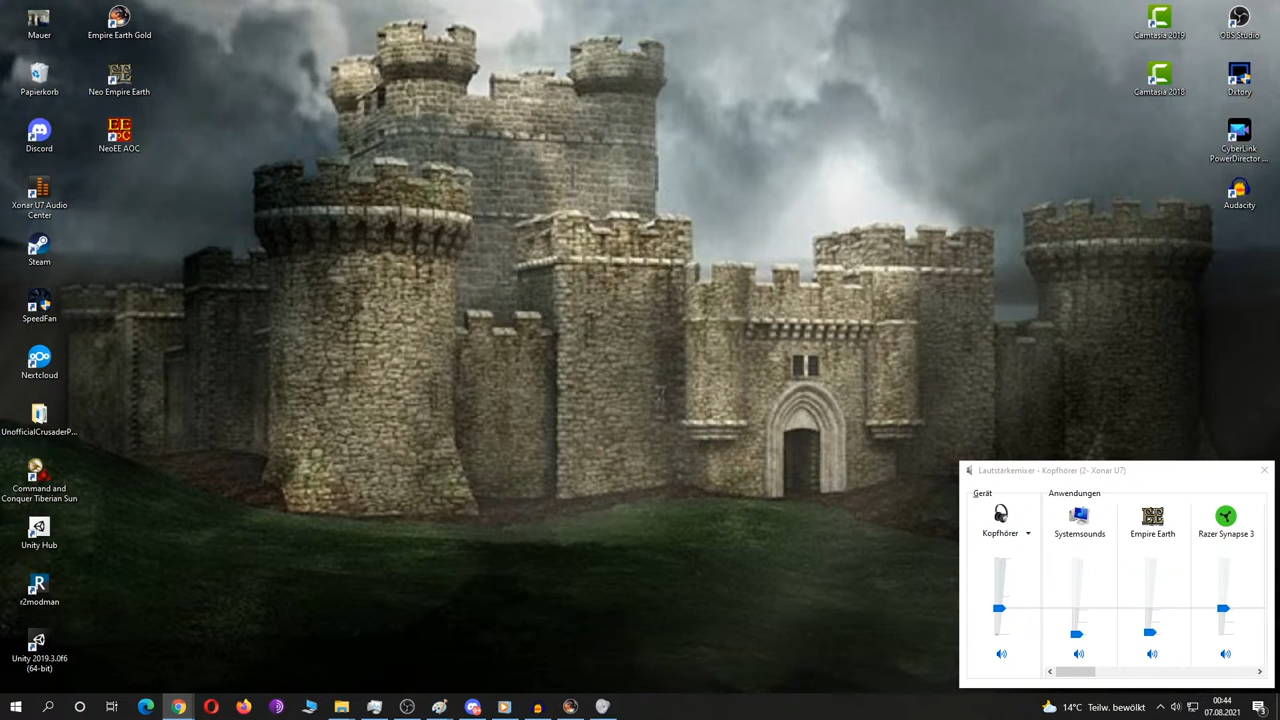 Mauer
Empire Earth Gold
Camtasia 2019
OBS Studio
Papierkorb
Neo Empire Earth
Camtasia 2018
Dxtory
Discord
NeoEE AOC
CyberLink
PowerDirector ...
Xonar U7 Audio
Center
Audacity
Steam
SpeedFan
Nextcloud
UnofficialCrusaderP...
Command and
Conquer Tiberian Sun
Unity Hub
r2modman
Unity 2019.3.0f6
(64-bit)
Lautstärkemixer - Kopfhörer (2- Xonar U7)
Gerät
Anwendungen
Kopfhörer
Systemsounds
Empire Earth
Razer Synapse 3
14°C Teilw. bewölkt
00:44
07.08.2021
3